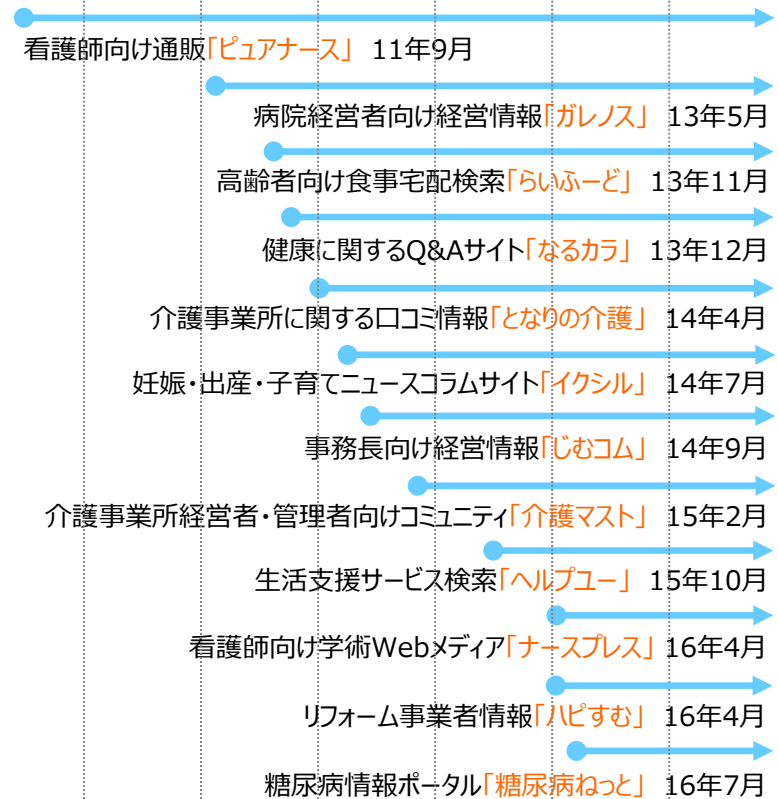 看護師向け通販「ピュアナース」 11年9月
病院経営者向け経営情報「ガレノス」 13年5月
高齢者向け食事宅配検索「らいふーど」 13年11月
健康に関するQ&Aサイト「なるカラ」 13年12月
介護事業所に関する口コミ情報「となりの介護」 14年4月
妊娠・出産・子育てニュースコラムサイト「イクシル」 14年7月
事務長向け経営情報「じむコム」 14年9月
介護事業所経営者・管理者向けコミュニティ「介護マスト」 15年2月
生活支援サービス検索「ヘルプユー」 15年10月
看護師向け学術Webメディア「ナースプレス」 16年4月
リフォーム事業者情報「ハピすむ」 16年4月
糖尿病情報ポータル「糖尿病ねっと」 16年7月